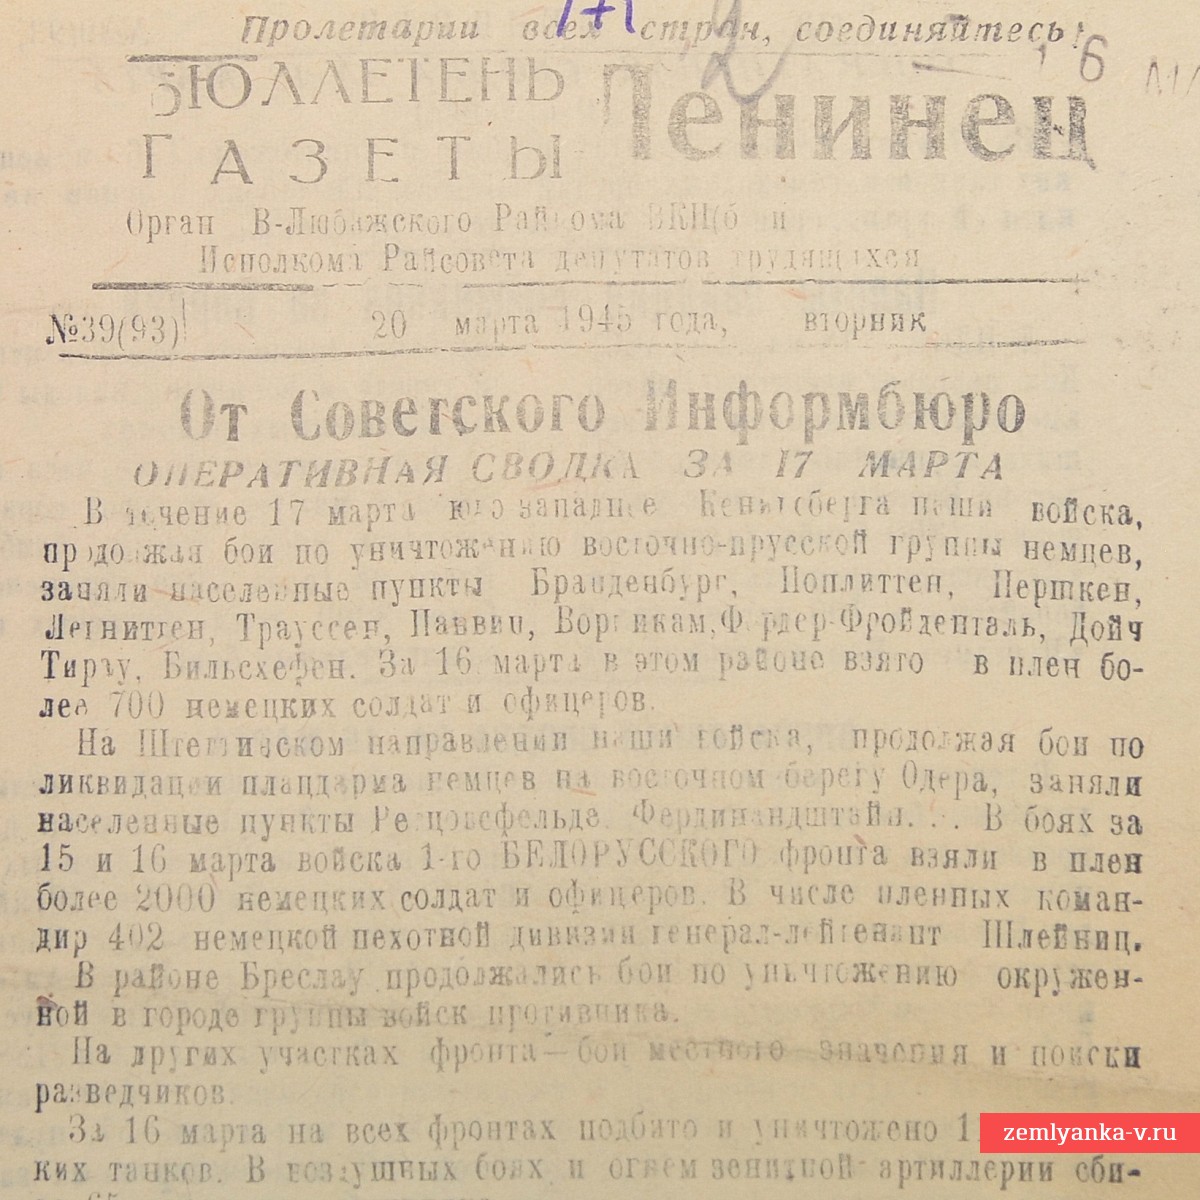 Пролетарии всех стран, соединяйтесь!
БЮЛЛЕТЕНЬ
ГАЗЕТЫ
Ленинец
6
Орган В-Любажского Райкома ВКП(б и
Исполкома Райсовета депутатов трудящихся
№39(93)
20 марта 1945 года, вторник
От Советского Информбюро
ОПЕРАТИВНАЯ СВОДКА ЗА 17 МАРТА
В течение 17 марта юго западнее Кенигсберга наши войска,
продолжая бои по уничтожению восточно-прусской группы немцев,
заняли населенные пункты Бранденбург, Поплиттен, Першкен,
Легниттен, Трауссен, Дойч
Тирау, Бильсхефен. За 16 марта в этом районе взято в плен бо-
лее 700 немецких солдат и офицеров.
На Штеттинском направлении наши войска, продолжая бои по
ликвидации плацдарма немцев на восточном берегу Одера, заняли
населенные пункты Фердинандштайн. В боях за
15 и 16 марта войска 1-го БЕЛОРУССКОГО фронта взяли в плен
более 2000 немецких солдат и офицеров. В числе пленных коман-
дир 402 немецкой пехотной дивизии генерал-лейтенант Шлейниц.
В районе Бреслау продолжались бои по уничтожению окружен-
ной в городе группы войск противника.
На других участках фронта—бои местного значения и поиски
разведчиков.
За 16 марта на всех фронтах подбито и уничтожено
ких танков. В воздушных боях и огнем зенитной артиллерии сби-
zemlyanka-v.ru